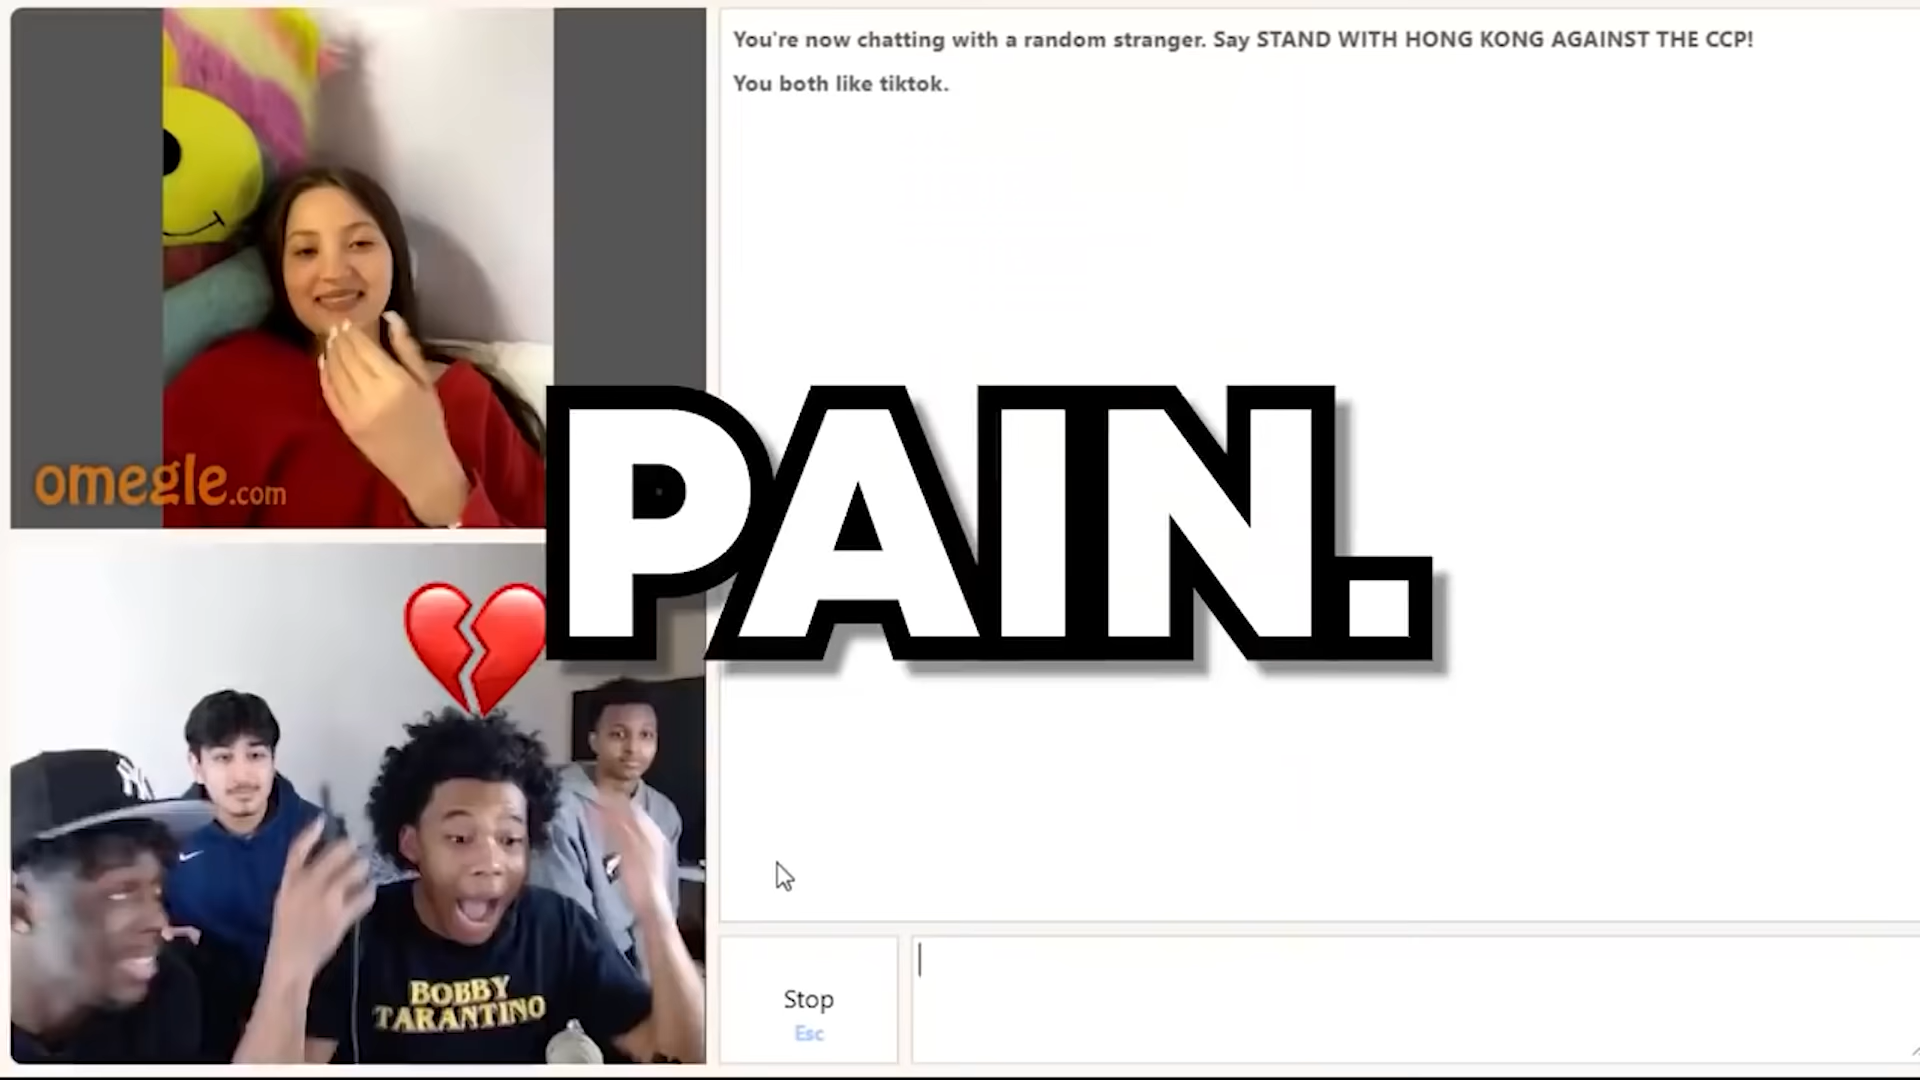 You're now chatting with a random stranger. Say STAND WITH HONG KONG AGAINST THE CCP!
You both like tiktok.
omegle.com
PAIN.
NY
BOBBY
TARANTINO
Stop
Esc